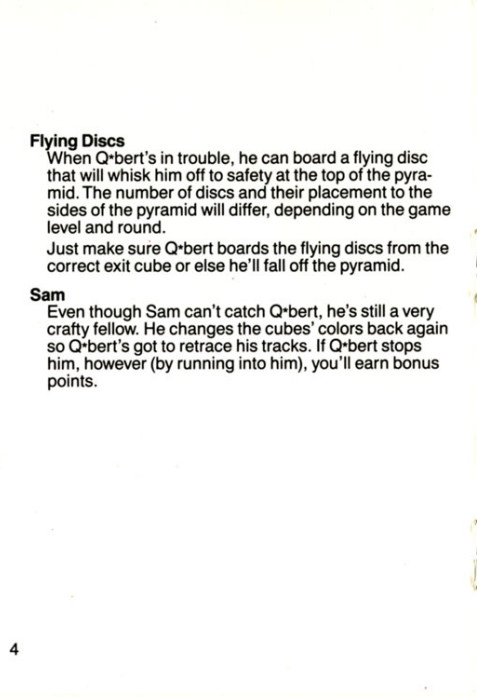 Flying Discs
When Q*bert's in trouble, he can board a flying disc
that will whisk him off to safety at the top of the pyra-
mid. The number of discs and their placement to the
sides of the pyramid will differ, depending on the game
level and round.
Just make sure Q*bert boards the flying discs from the
correct exit cube or else he'll fall off the pyramid.
Sam
Even though Sam can't catch Q*bert, he's still a very
crafty fellow. He changes the cubes' colors back again
so Q*bert's got to retrace his tracks. If Q*bert stops
him, however (by running into him), you'll earn bonus
points.
4